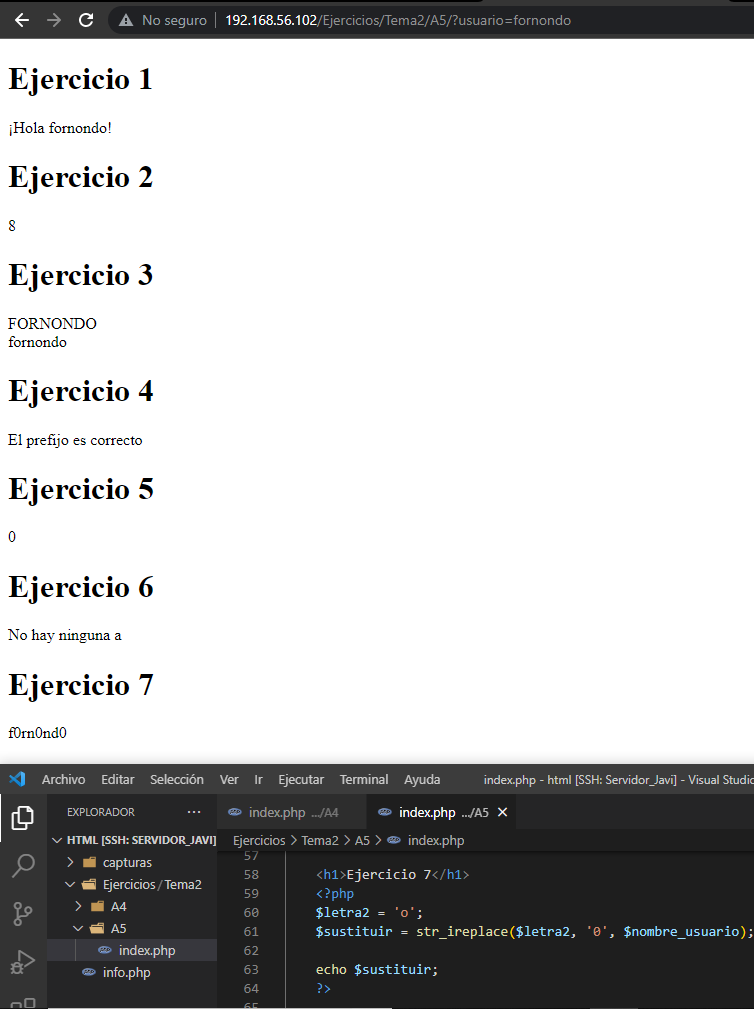 No seguro | 192.168.56.102/Ejercicios/Tema2/A5/?usuario=fornondo
Ejercicio 1
¡Hola fornondo!
Ejercicio 2
8
Ejercicio 3
FORNONDO
fornondo
Ejercicio 4
El prefijo es correcto
Ejercicio 5
0
Ejercicio 6
No hay ninguna a
Ejercicio 7
f0rn0nd0
Archivo Editar Selección Ver Ir Ejecutar Terminal Ayuda index.php - html [SSH: Servidor_Javi] - Visual Studio
EXPLORADOR ···
HTML [SSH: SERVIDOR_JAVI]
capturas
Ejercicios / Tema2
A4
A5
index.php
info.php
index.php .../A4 index.php .../A5
Ejercicios > Tema2 > A5 > index.php
57
58 <h1>Ejercicio 7</h1>
59 <?php
60 $letra2 = 'o';
61 $sustituir = str_ireplace($letra2, '0', $nombre_usuario);
62
63 echo $sustituir;
64 ?>
65